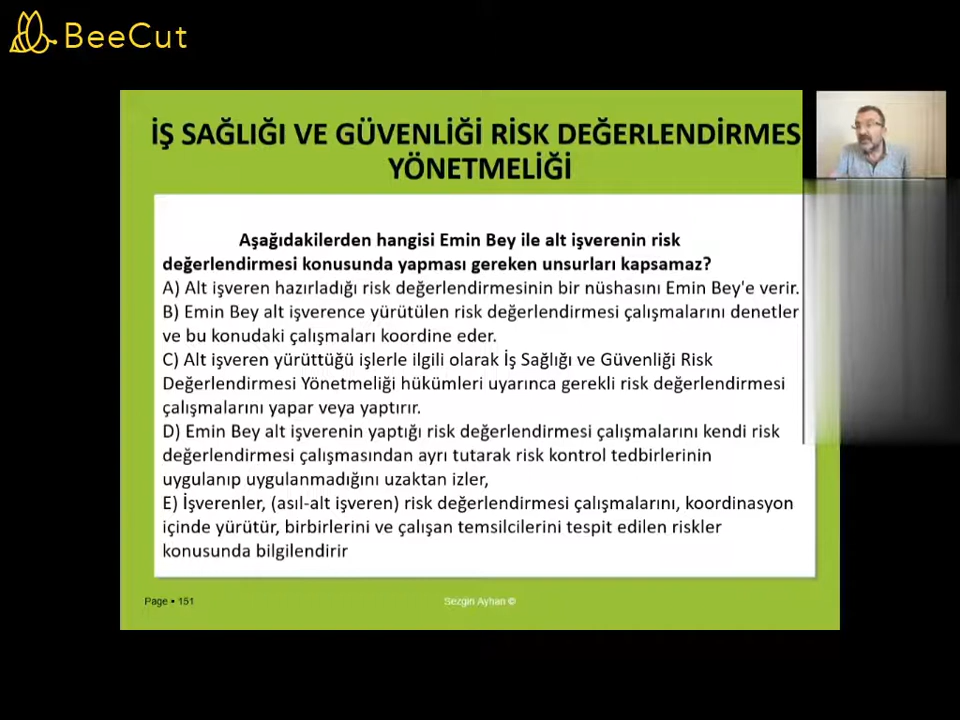 BeeCut
İŞ SAĞLIĞI VE GÜVENLİĞİ RİSK DEĞERLENDİRMES
YÖNETMELİĞİ
Aşağıdakilerden hangisi Emin Bey ile alt işverenin risk
değerlendirmesi konusunda yapması gereken unsurları kapsamaz?
A) Alt işveren hazırladığı risk değerlendirmesinin bir nüshasını Emin Bey'e verir.
B) Emin Bey alt işverence yürütülen risk değerlendirmesi çalışmalarını denetler
ve bu konudaki çalışmaları koordine eder.
C) Alt işveren yürüttüğü işlerle ilgili olarak İş Sağlığı ve Güvenliği Risk
Değerlendirmesi Yönetmeliği hükümleri uyarınca gerekli risk değerlendirmesi
çalışmalarını yapar veya yaptırır.
D) Emin Bey alt işverenin yaptığı risk değerlendirmesi çalışmalarını kendi risk
değerlendirmesi çalışmasından ayrı tutarak risk kontrol tedbirlerinin
uygulanıp uygulanmadığını uzaktan izler,
E) İşverenler, (asıl-alt işveren) risk değerlendirmesi çalışmalarını, koordinasyon
içinde yürütür, birbirlerini ve çalışan temsilcilerini tespit edilen riskler
konusunda bilgilendirir
Page ▪ 151
Sezgin Ayhan ©